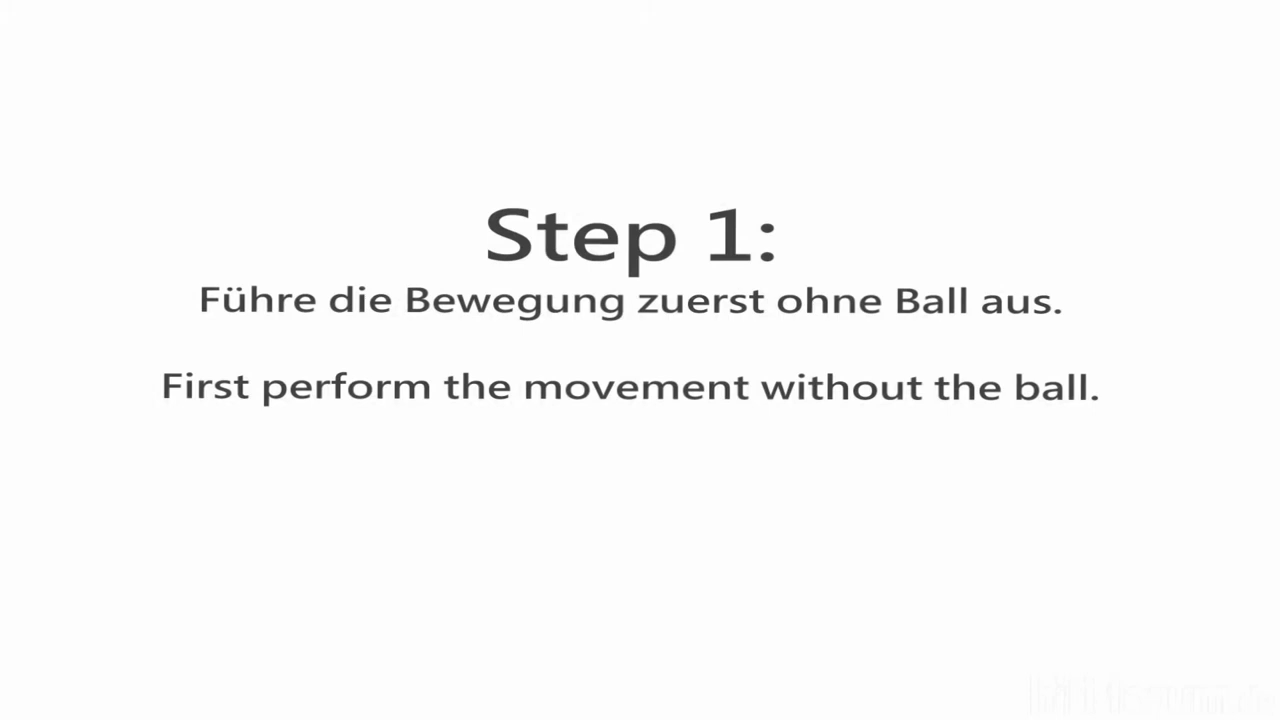 Step 1:
Führe die Bewegung zuerst ohne Ball aus.
First perform the movement without the ball.